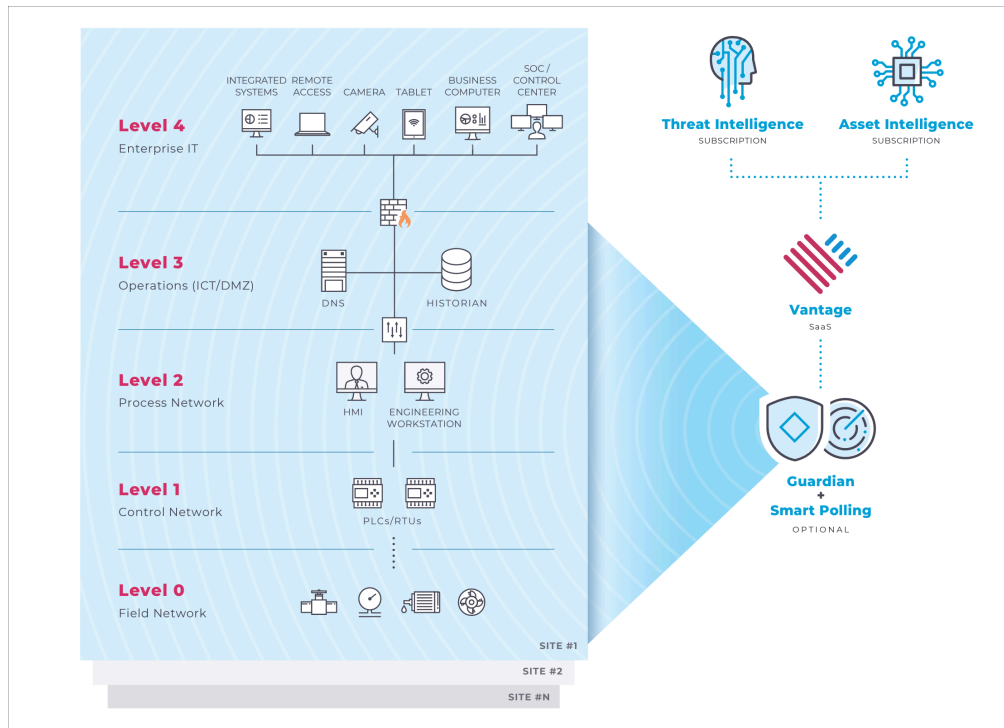 INTEGRATED
SYSTEMS
REMOTE
ACCESS
CAMERA
TABLET
BUSINESS
COMPUTER
SOC /
CONTROL
CENTER
Level 4
Enterprise IT
Level 3
Operations (ICT/DMZ)
DNS
HISTORIAN
Level 2
Process Network
HMI
ENGINEERING
WORKSTATION
Level 1
Control Network
PLCs/RTUs
Level 0
Field Network
SITE #1
SITE #2
SITE #N
Threat Intelligence
SUBSCRIPTION
Asset Intelligence
SUBSCRIPTION
Vantage
SaaS
Guardian
+
Smart Polling
OPTIONAL